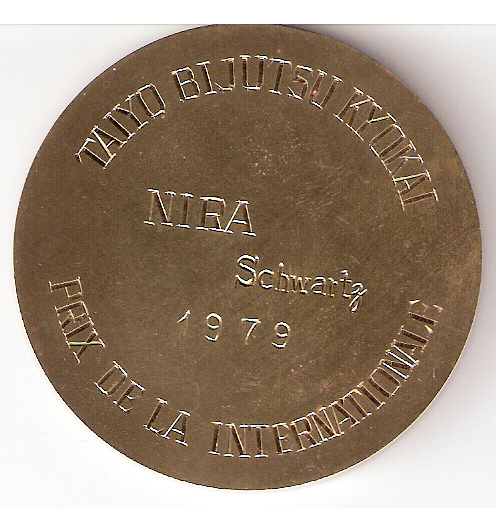 TAIYO BIJUTSU KYOKAI
NIRA
Schwartz
1979
PRIX DE LA INTERNATIONALE